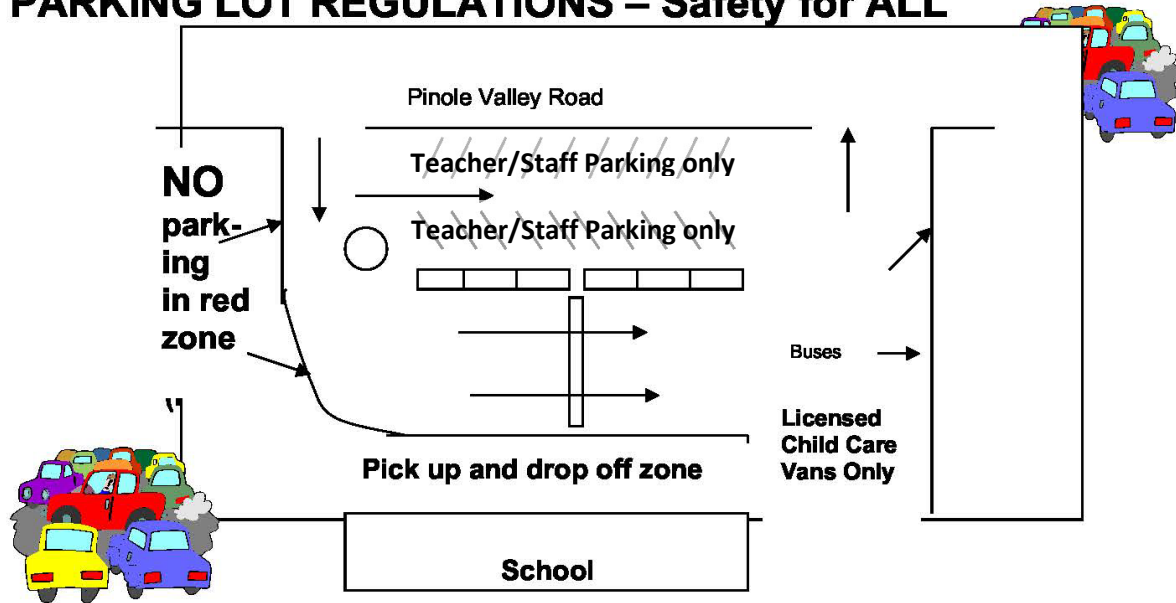 PARKING LOT REGULATIONS – Safety for ALL
Pinole Valley Road
Teacher/Staff Parking only
Teacher/Staff Parking only
NO
park-
ing
in red
zone
Buses
Licensed
Child Care
Vans Only
Pick up and drop off zone
School